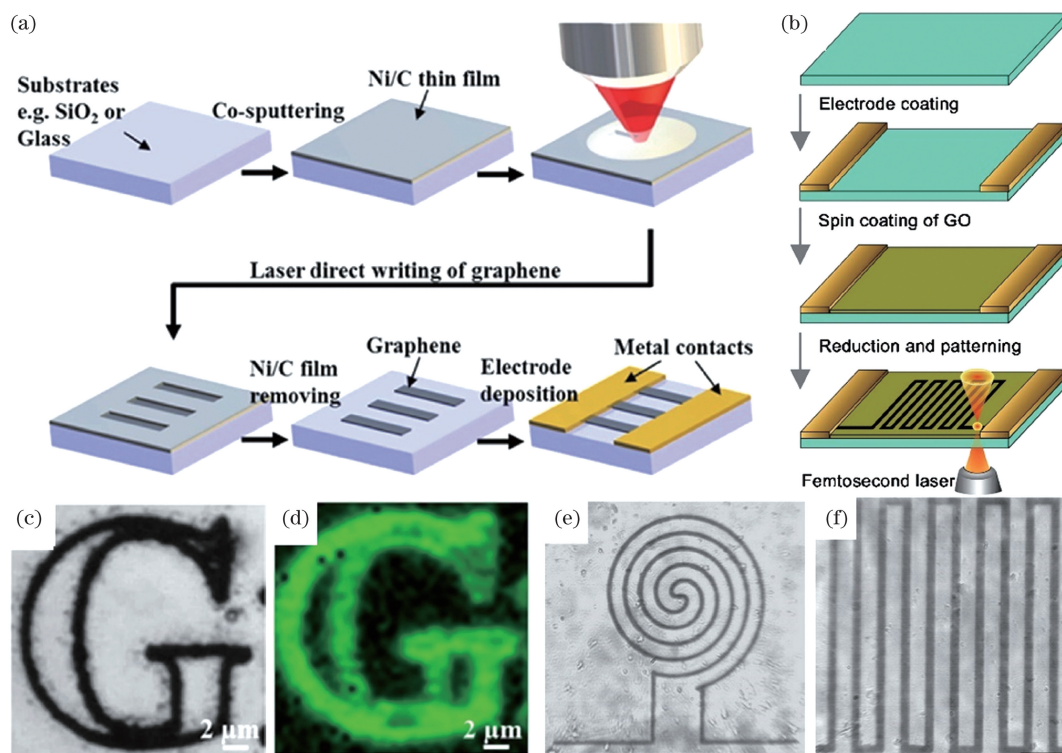 (a)
Substrates
e.g. SiO₂ or
Glass
Co-sputtering
Ni/C thin film
Laser direct writing of graphene
Ni/C film
removing
Graphene
Electrode
deposition
Metal contacts
(b)
Electrode coating
Spin coating of GO
Reduction and patterning
Femtosecond laser
(c)
G
2 μm
(d)
G
2 μm
(e)
(f)